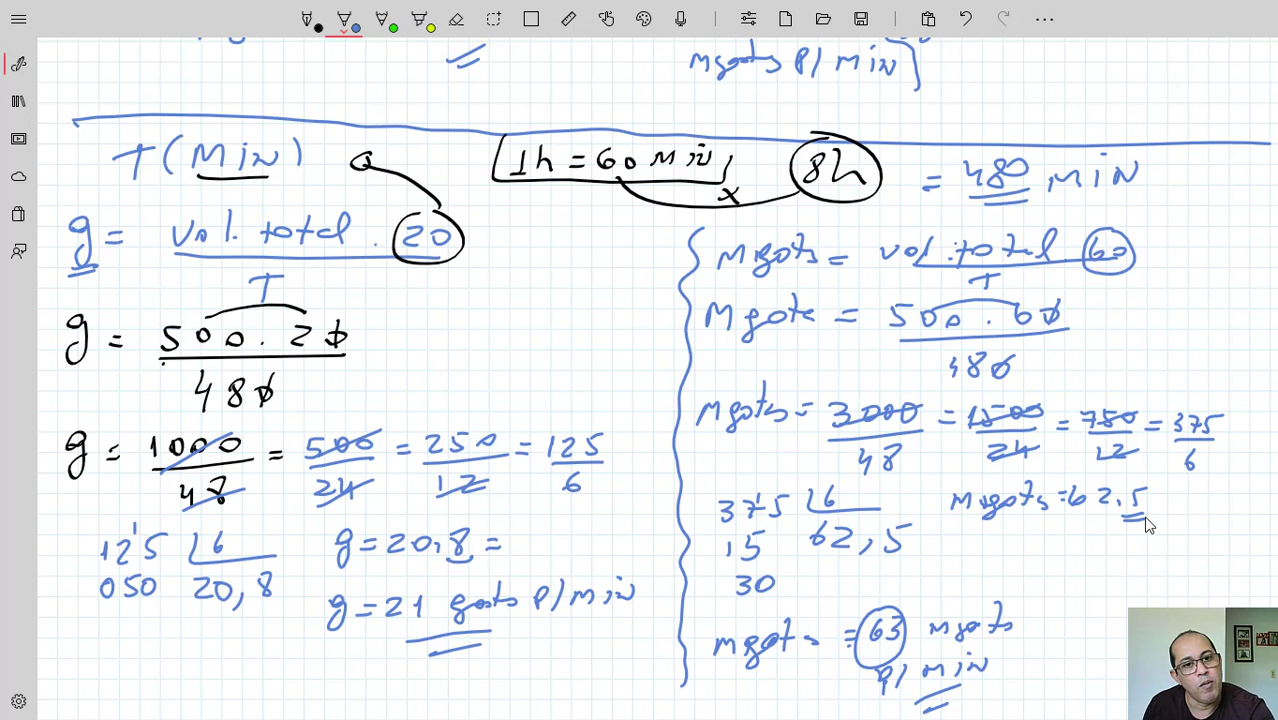 mgots P/ min
T(Min)
1h = 60 min
x
8h
= 480 min
g = vol. total . 20
T
g = 500 . 20
480
g = 1000 = 500 = 250 = 125
48 24 12 6
125 6
050 20,8
g = 20,8 =
g = 21 gots P/min
Mgots = vol. total 60
T
Mgots = 500 . 60
480
Mgots = 3000 = 1500 = 750 = 375
48 24 12 6
375 6
15 62,5
30
mgots = 62,5
mgots = 63 mgots
P/ min